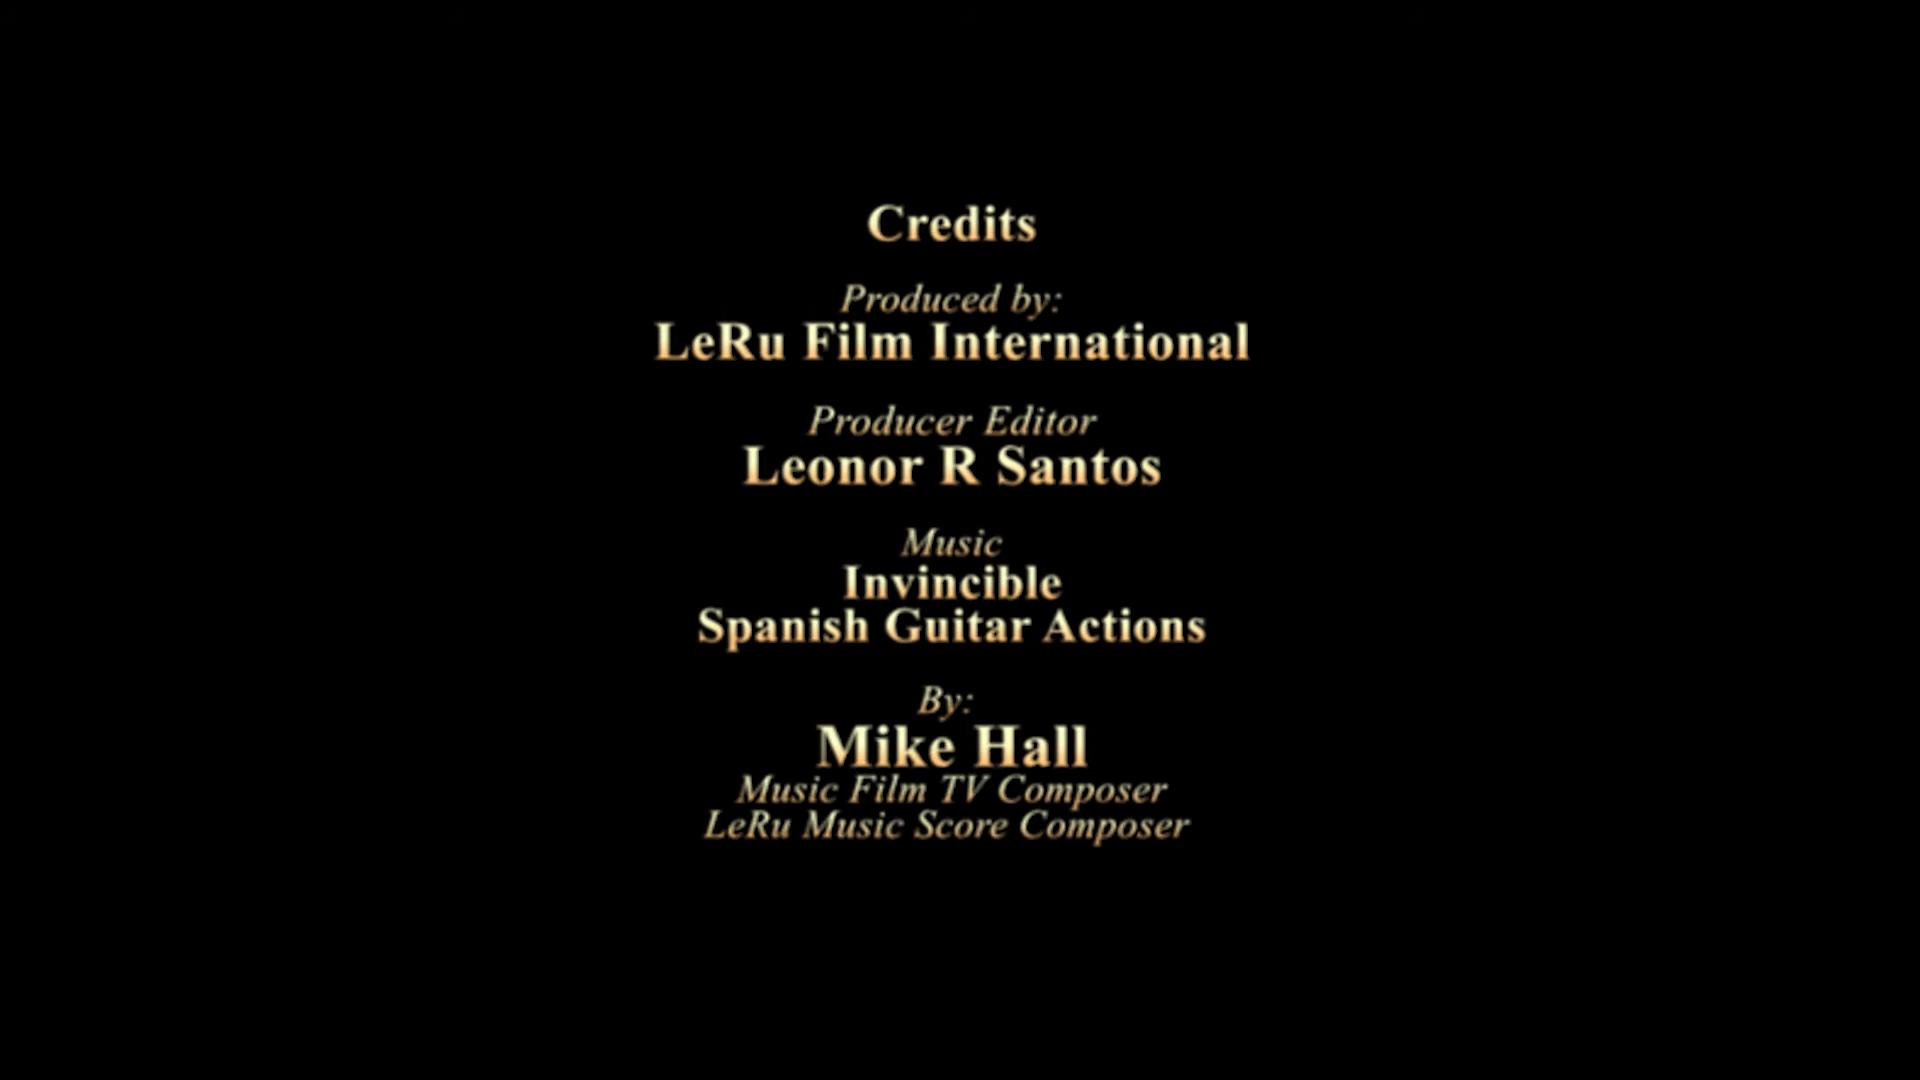 Credits
Produced by:
LeRu Film International
Producer Editor
Leonor R Santos
Music
Invincible
Spanish Guitar Actions
By:
Mike Hall
Music Film TV Composer
LeRu Music Score Composer